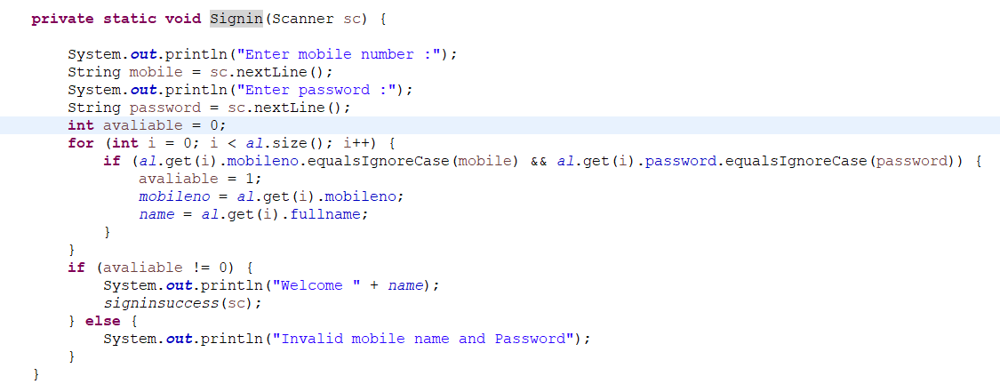 private static void Signin(Scanner sc) {
System.out.println("Enter mobile number :");
String mobile = sc.nextLine();
System.out.println("Enter password :");
String password = sc.nextLine();
int avaliable = 0;
for (int i = 0; i < al.size(); i++) {
if (al.get(i).mobileno.equalsIgnoreCase(mobile) && al.get(i).password.equalsIgnoreCase(password)) {
avaliable = 1;
mobileno = al.get(i).mobileno;
name = al.get(i).fullname;
}
}
if (avaliable != 0) {
System.out.println("Welcome " + name);
signinsuccess(sc);
} else {
System.out.println("Invalid mobile name and Password");
}
}